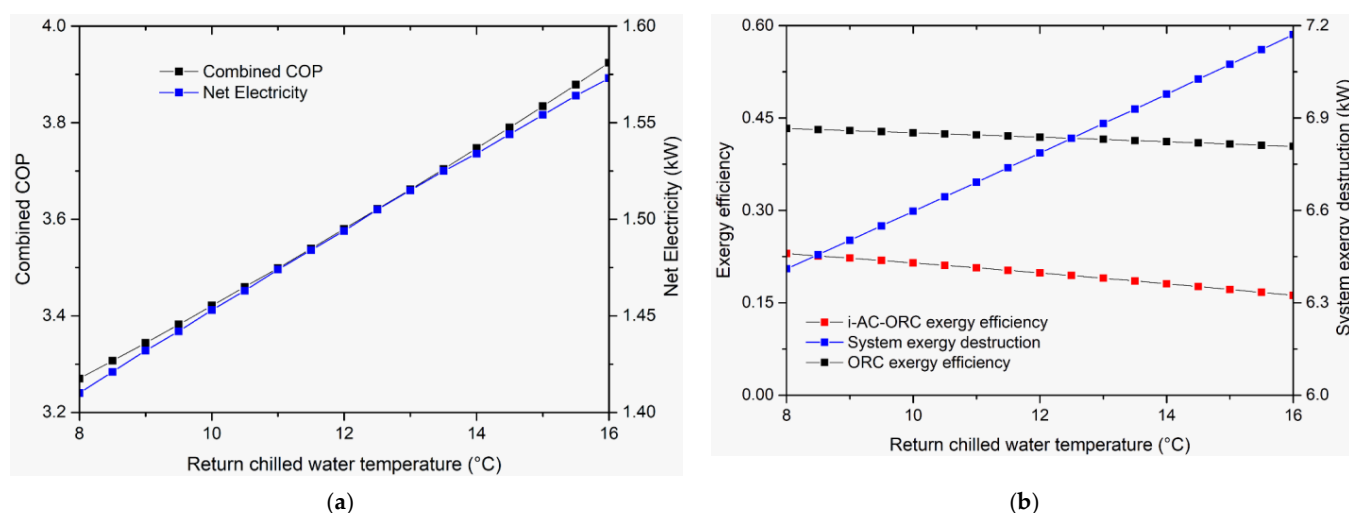 4.0
3.8
3.6
3.4
3.2
Combined COP
Combined COP
Net Electricity
1.60
1.55
1.50
1.45
1.40
Net Electricity (kW)
8 10 12 14 16
Return chilled water temperature (°C)
(a)
0.60
0.45
0.30
0.15
0.00
Exergy efficiency
i-AC-ORC exergy efficiency
System exergy destruction
ORC exergy efficiency
7.2
6.9
6.6
6.3
6.0
System exergy destruction (kW)
8 10 12 14 16
Return chilled water temperature (°C)
(b)